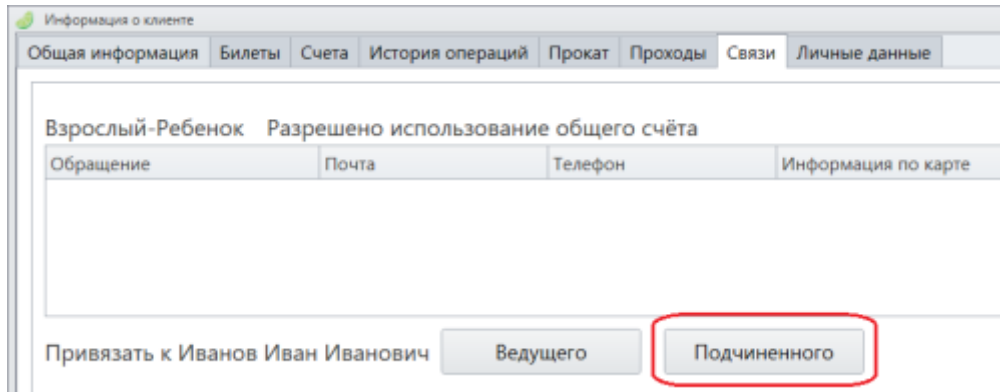 Информация о клиенте
Общая информация Билеты Счета История операций Прокат Проходы Связи Личные данные
Взрослый-Ребенок Разрешено использование общего счёта
Обращение Почта Телефон Информация по карте
Привязать к Иванов Иван Иванович Ведущего Подчиненного